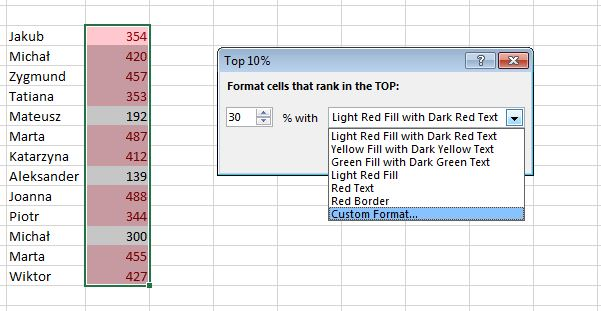 Jakub 354
Michał 420
Zygmund 457
Tatiana 353
Mateusz 192
Marta 487
Katarzyna 412
Aleksander 139
Joanna 488
Piotr 344
Michał 300
Marta 455
Wiktor 427
Top 10%
?
Format cells that rank in the TOP:
30 % with Light Red Fill with Dark Red Text
Light Red Fill with Dark Red Text
Yellow Fill with Dark Yellow Text
Green Fill with Dark Green Text
Light Red Fill
Red Text
Red Border
Custom Format...